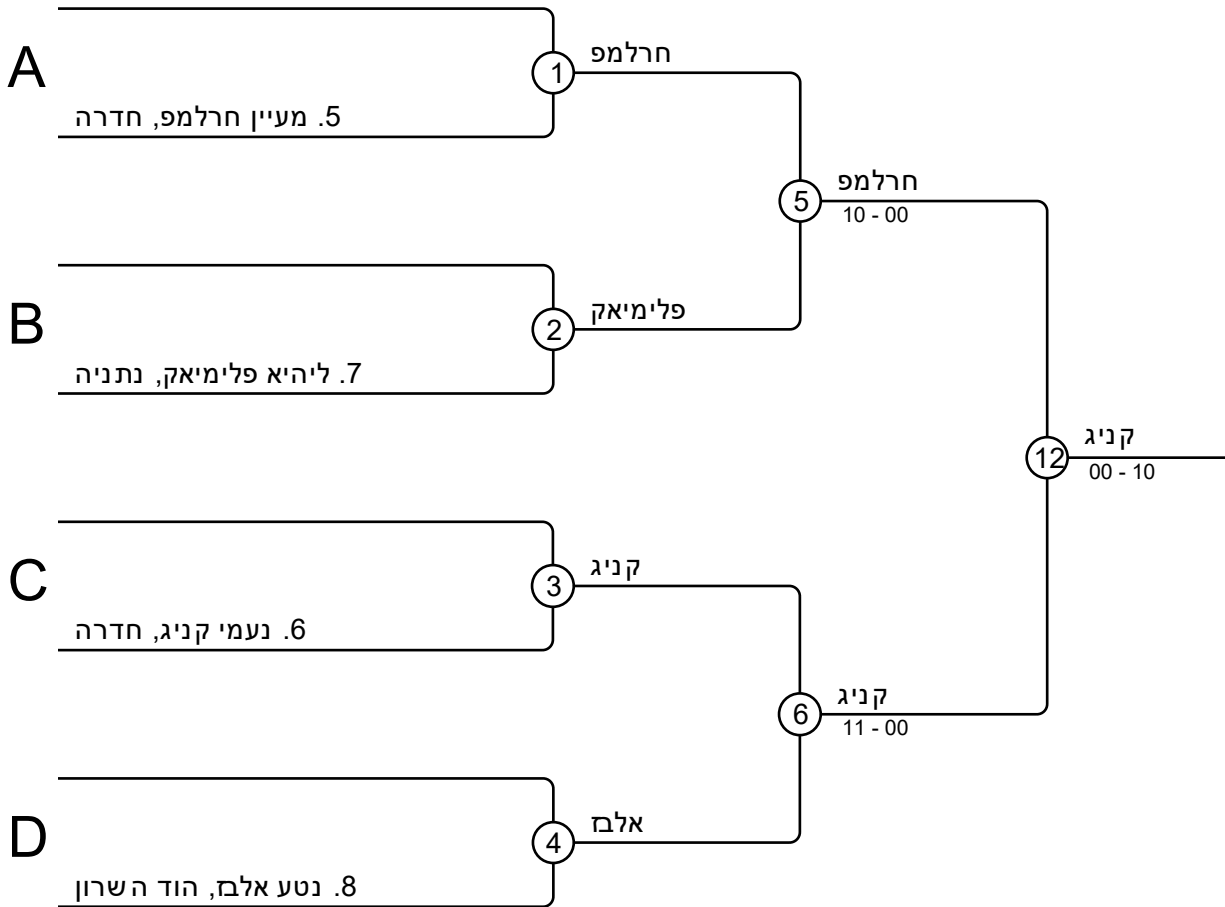 A
1
חרלמפ
5. מעיין חרלמפ, חדרה
5
חרלמפ
10 - 00
B
2
פלימיאק
7. ליהיא פלימיאק, נתניה
12
קניג
00 - 10
C
3
קניג
6. נעמי קניג, חדרה
6
קניג
11 - 00
D
4
אלבז
8. נטע אלבז, הוד השרון